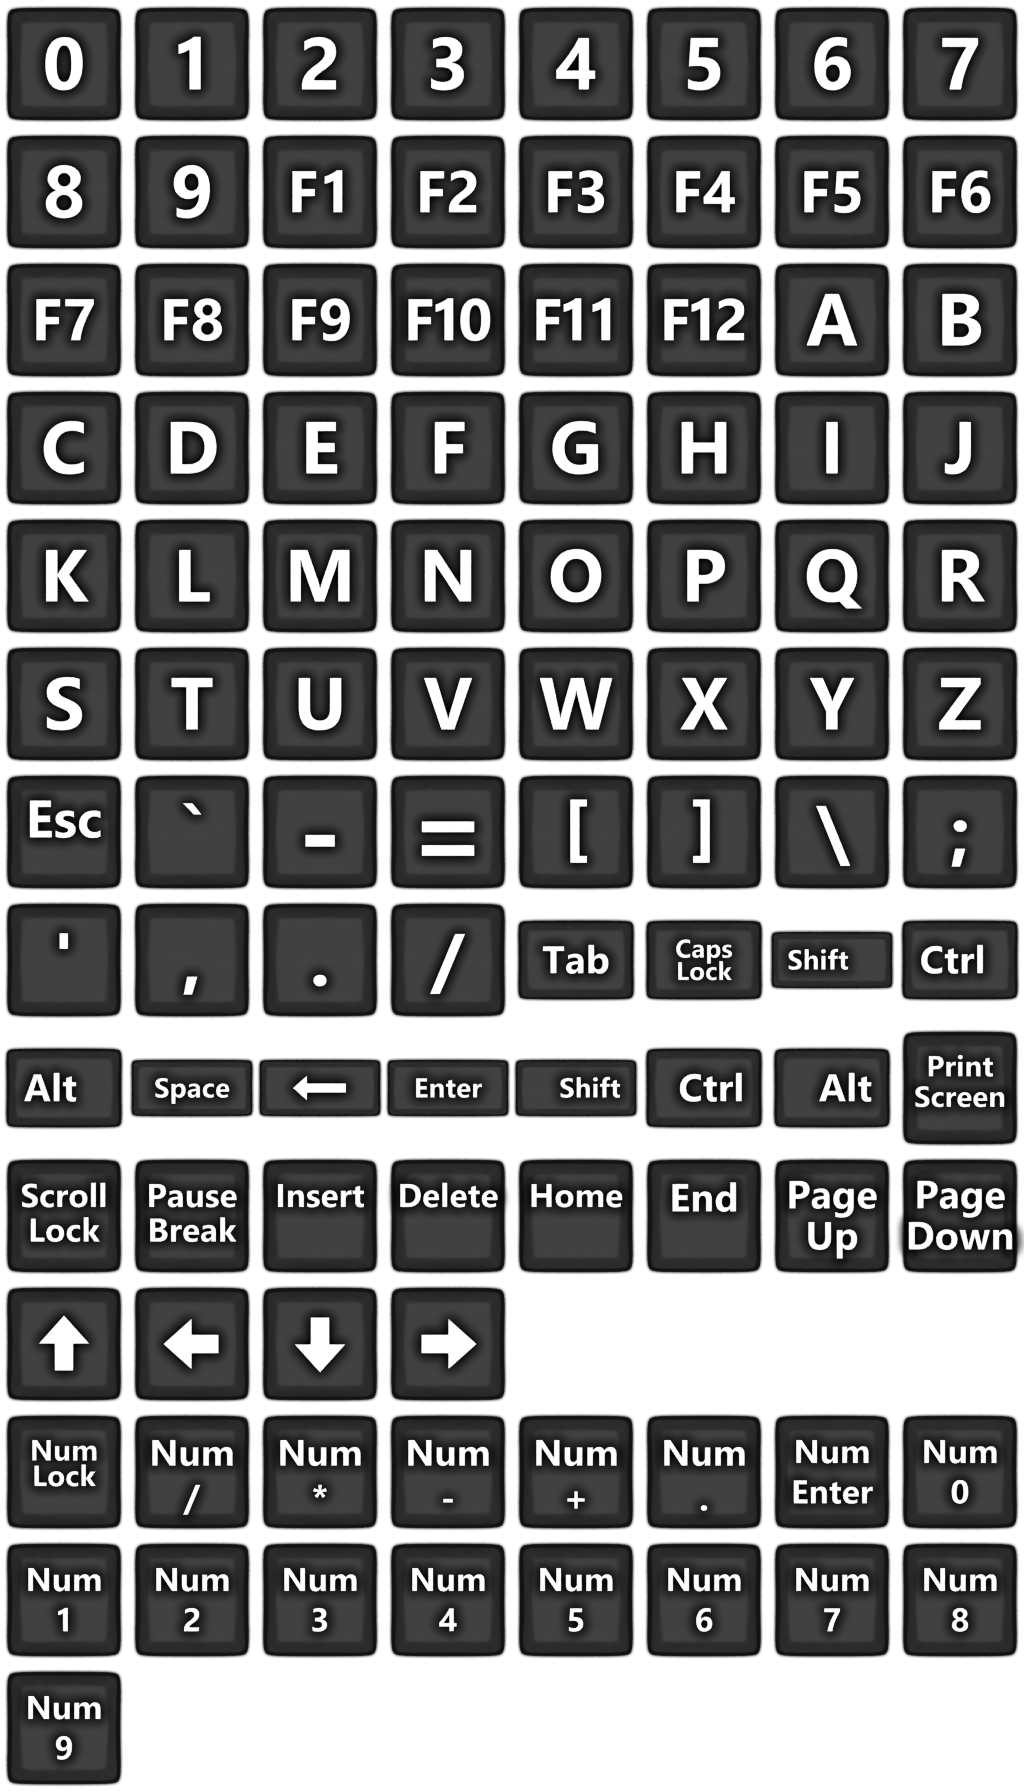 0 1 2 3 4 5 6 7
8 9 F1 F2 F3 F4 F5 F6
F7 F8 F9 F10 F11 F12 A B
C D E F G H I J
K L M N O P Q R
S T U V W X Y Z
Esc ` - = [ ] \ ;
' , . / Tab Caps Lock Shift Ctrl
Alt Space ← Enter Shift Ctrl Alt Print Screen
Scroll Lock Pause Break Insert Delete Home End Page Up Page Down
↑ ← ↓ →
Num Lock Num / Num * Num - Num + Num . Num Enter Num 0
Num 1 Num 2 Num 3 Num 4 Num 5 Num 6 Num 7 Num 8
Num 9